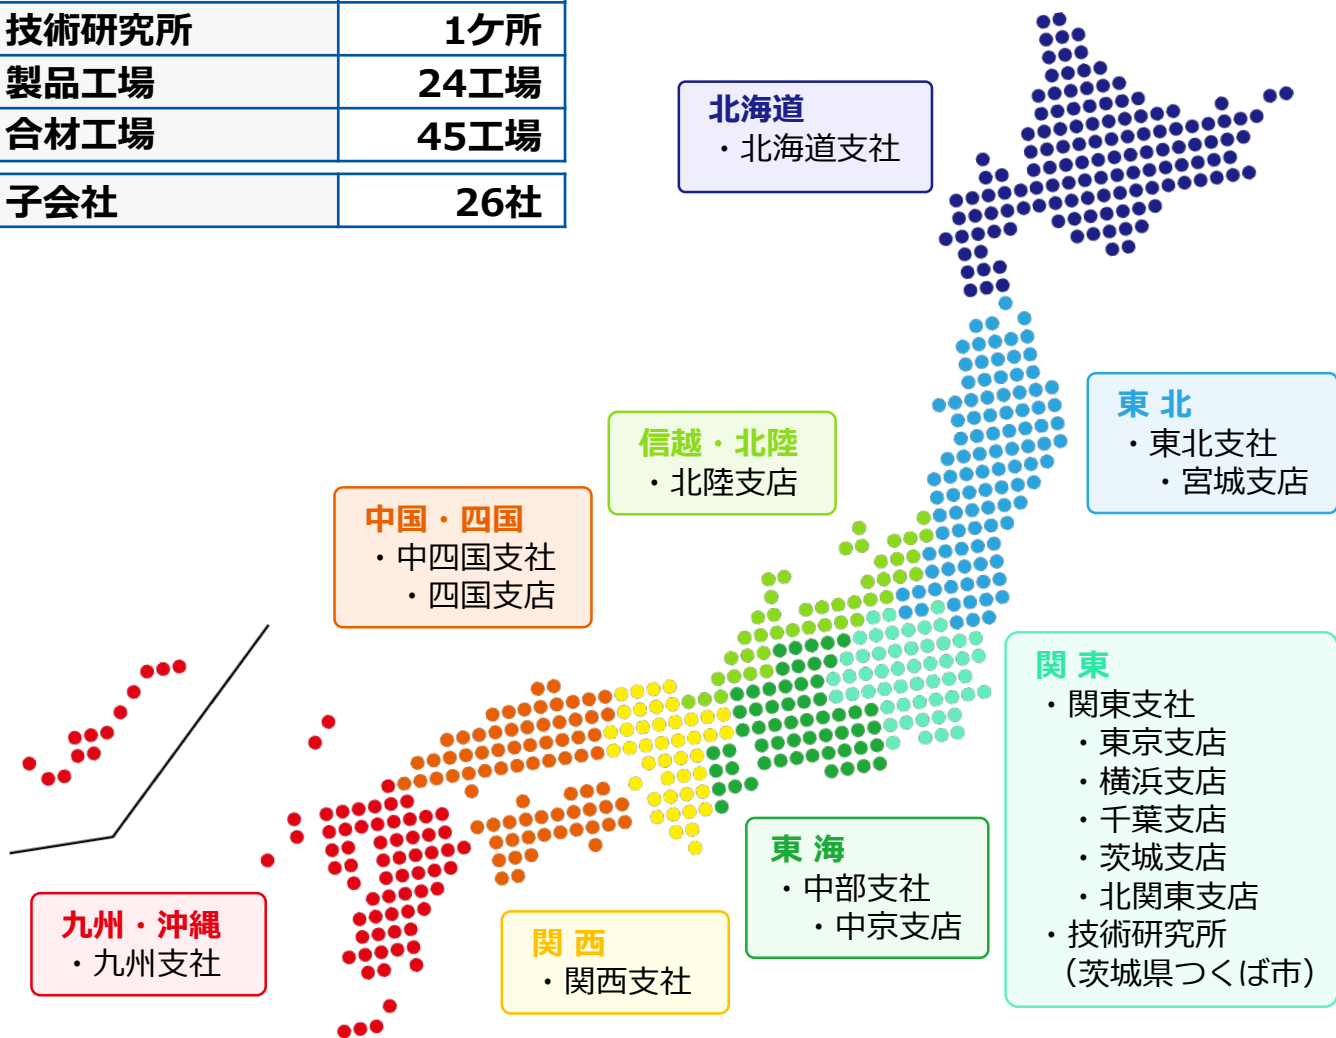 技術研究所 1ケ所
製品工場 24工場
合材工場 45工場
子会社 26社
北海道
・北海道支社
東 北
・東北支社
・宮城支店
信越・北陸
・北陸支店
中国・四国
・中四国支社
・四国支店
関 東
・関東支社
・東京支店
・横浜支店
・千葉支店
・茨城支店
・北関東支店
・技術研究所
（茨城県つくば市）
東 海
・中部支社
・中京支店
関 西
・関西支社
九州・沖縄
・九州支社